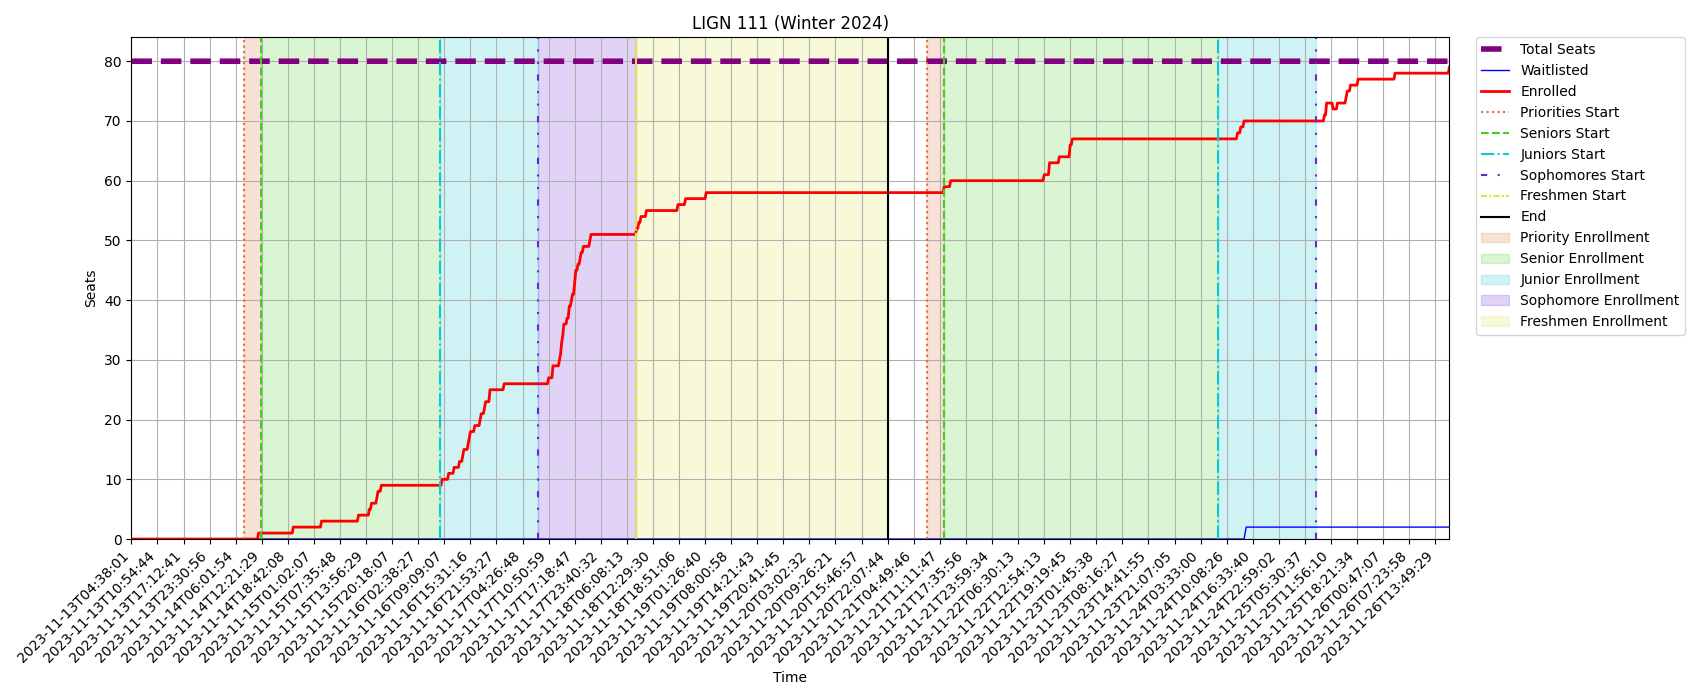 LIGN 111 (Winter 2024)
Seats
80
70
60
50
40
30
20
10
0
2023-11-13T04:38:01
2023-11-13T10:54:44
2023-11-13T17:12:41
2023-11-13T23:30:56
2023-11-14T06:01:54
2023-11-14T12:21:29
2023-11-14T18:42:08
2023-11-15T01:02:07
2023-11-15T07:35:48
2023-11-15T13:56:29
2023-11-15T20:18:07
2023-11-16T02:38:27
2023-11-16T09:09:07
2023-11-16T15:31:16
2023-11-16T21:53:27
2023-11-17T04:26:48
2023-11-17T10:50:59
2023-11-17T17:18:47
2023-11-17T23:40:32
2023-11-18T06:08:13
2023-11-18T12:29:30
2023-11-18T18:51:06
2023-11-19T01:26:40
2023-11-19T08:00:58
2023-11-19T14:21:43
2023-11-19T20:41:45
2023-11-20T03:02:32
2023-11-20T09:26:21
2023-11-20T15:46:57
2023-11-20T22:07:44
2023-11-21T04:49:46
2023-11-21T11:11:47
2023-11-21T17:35:56
2023-11-21T23:59:34
2023-11-22T06:30:13
2023-11-22T12:54:13
2023-11-22T19:19:45
2023-11-23T01:45:38
2023-11-23T08:16:27
2023-11-23T14:41:55
2023-11-23T21:07:05
2023-11-24T03:33:00
2023-11-24T10:08:26
2023-11-24T16:33:40
2023-11-24T22:59:02
2023-11-25T05:30:37
2023-11-25T11:56:10
2023-11-25T18:21:34
2023-11-26T00:47:07
2023-11-26T07:23:58
2023-11-26T13:49:29
Time
Total Seats
Waitlisted
Enrolled
Priorities Start
Seniors Start
Juniors Start
Sophomores Start
Freshmen Start
End
Priority Enrollment
Senior Enrollment
Junior Enrollment
Sophomore Enrollment
Freshmen Enrollment